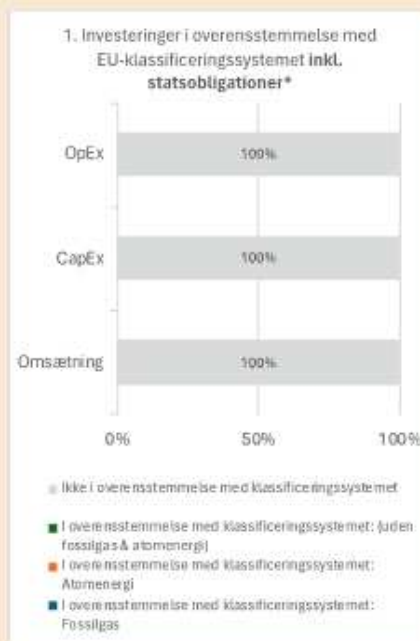 1. Investeringer i overensstemmelse med
EU-klassificeringssystemet inkl.
statsobligationer*
OpEx
100%
CapEx
100%
Omsætning
100%
0%
50%
100%
Ikke i overensstemmelse med klassificeringssystemet
I overensstemmelse med klassificeringssystemet: (uden
fossilgas & atomenergi)
I overensstemmelse med klassificeringssystemet:
Atomenergi
I overensstemmelse med klassificeringssystemet:
Fossilgas